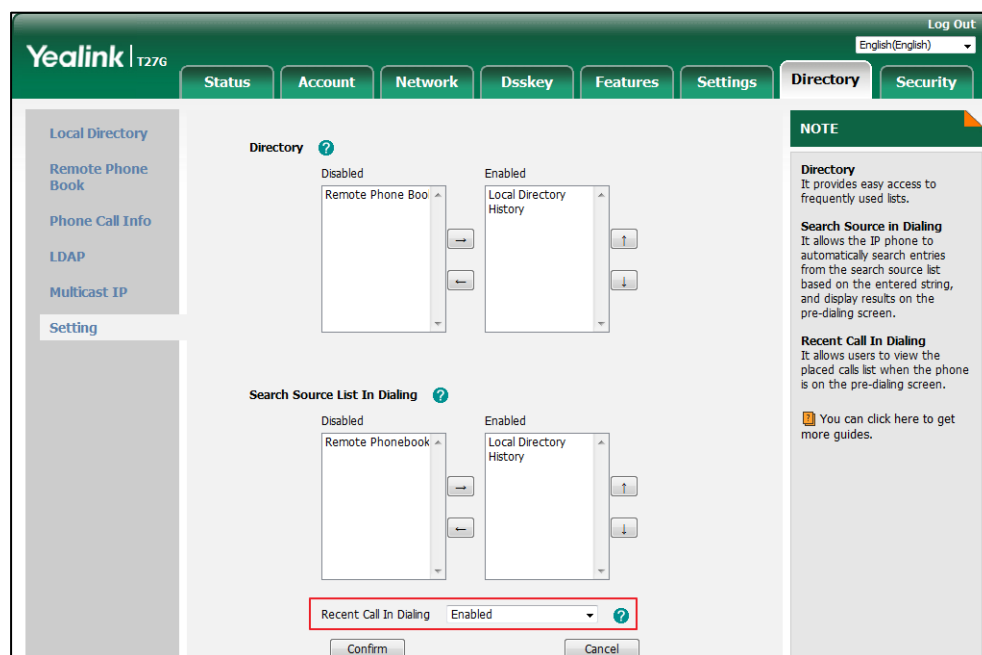 Log Out
Yealink T27G
English(English)
Status Account Network Dsskey Features Settings Directory Security
Local Directory
Remote Phone
Book
Phone Call Info
LDAP
Multicast IP
Setting
Directory ?
Disabled Enabled
Remote Phone Boo Local Directory
History
→
←
↑
↓
Search Source List In Dialing ?
Disabled Enabled
Remote Phonebook Local Directory
History
→
←
↑
↓
Recent Call In Dialing Enabled ?
Confirm Cancel
NOTE
Directory
It provides easy access to
frequently used lists.
Search Source in Dialing
It allows the IP phone to
automatically search entries
from the search source list
based on the entered string,
and display results on the
pre-dialing screen.
Recent Call In Dialing
It allows users to view the
placed calls list when the phone
is on the pre-dialing screen.
? You can click here to get
more guides.